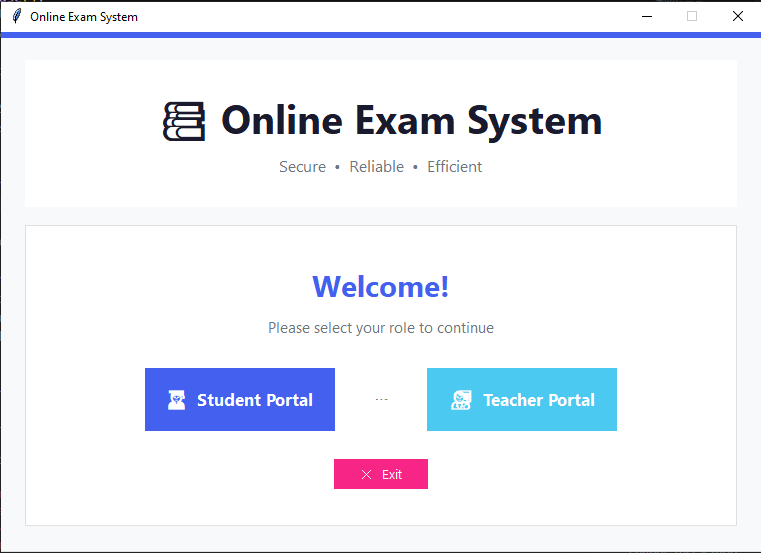 Online Exam System
📚 Online Exam System
Secure • Reliable • Efficient
Welcome!
Please select your role to continue
👨‍🎓 Student Portal
...
👩‍🏫 Teacher Portal
✕ Exit